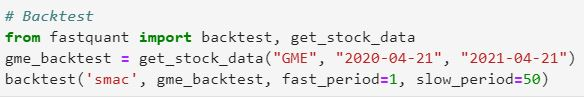 # Backtest
from fastquant import backtest, get_stock_data
gme_backtest = get_stock_data("GME", "2020-04-21", "2021-04-21")
backtest('smac', gme_backtest, fast_period=1, slow_period=50)